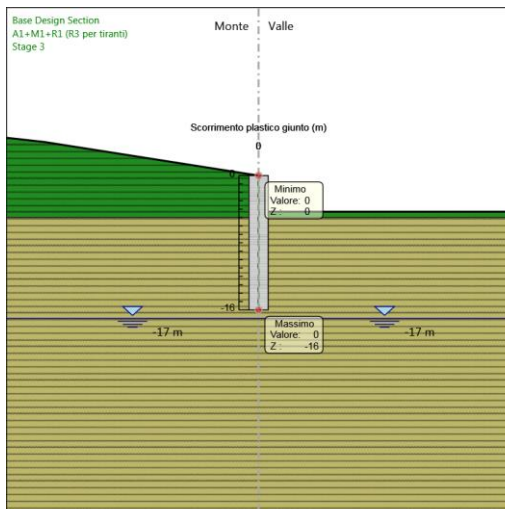 Base Design Section
A1+M1+R1 (R3 per tiranti)
Stage 3
Monte Valle
Scorrimento plastico giunto (m)
0
0
Minimo
Valore: 0
Z : 0
-16
Massimo
Valore: 0
Z : -16
-17 m
-17 m